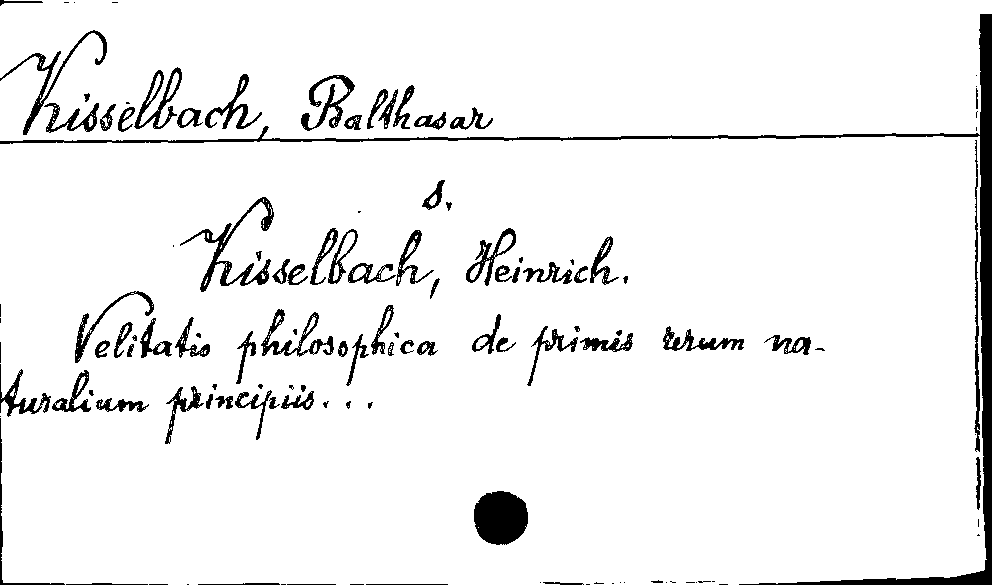 Kisselbach, Balthasar
s.
Kisselbach, Heinrich.
Velitatio philosophica de primis rerum na-
turalium principiis...